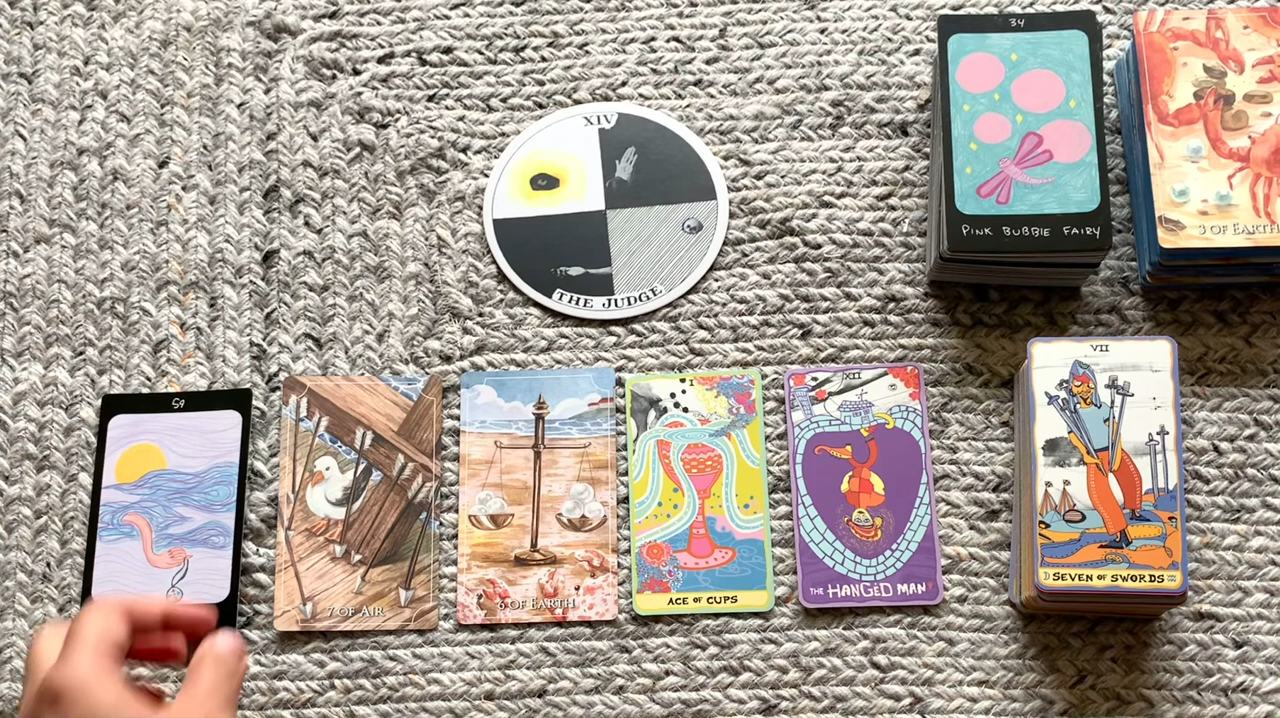 34
PINK BUBBLE FAIRY
3 OF EARTH
XIV
THE JUDGE
7 OF AIR
6 OF EARTH
I
ACE OF CUPS
XII
THE HANGED MAN
VII
SEVEN OF SWORDS